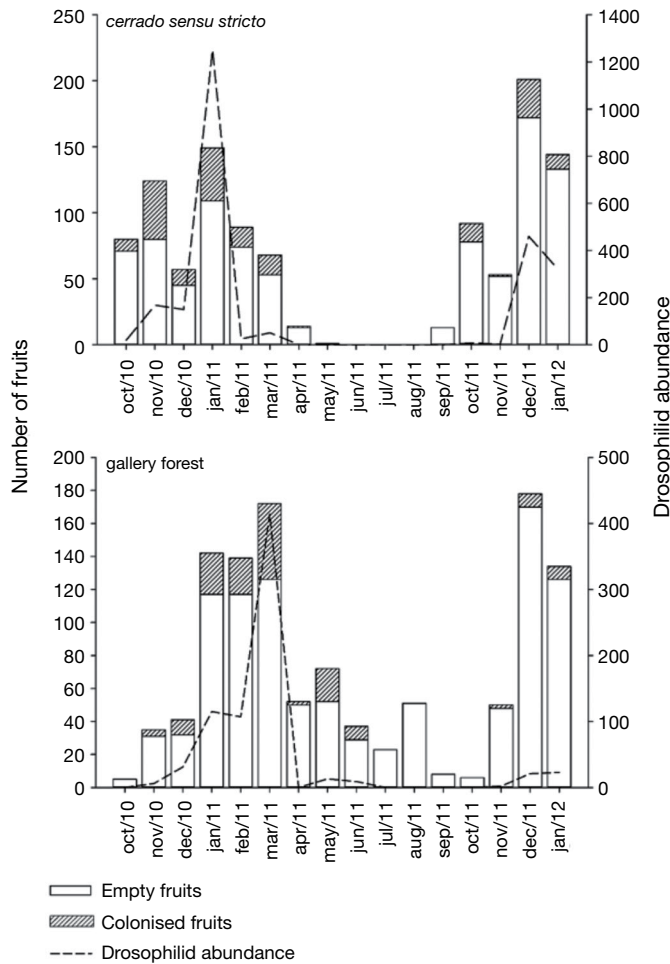 cerrado sensu stricto
250
200
150
100
50
0
1400
1200
1000
800
600
400
200
0
oct/10
nov/10
dec/10
jan/11
feb/11
mar/11
apr/11
may/11
jun/11
jul/11
aug/11
sep/11
oct/11
nov/11
dec/11
jan/12
Number of fruits
Drosophilid abundance
gallery forest
200
180
160
140
120
100
80
60
40
20
0
500
400
300
200
100
0
oct/10
nov/10
dec/10
jan/11
feb/11
mar/11
apr/11
may/11
jun/11
jul/11
aug/11
sep/11
oct/11
nov/11
dec/11
jan/12
Empty fruits
Colonised fruits
Drosophilid abundance